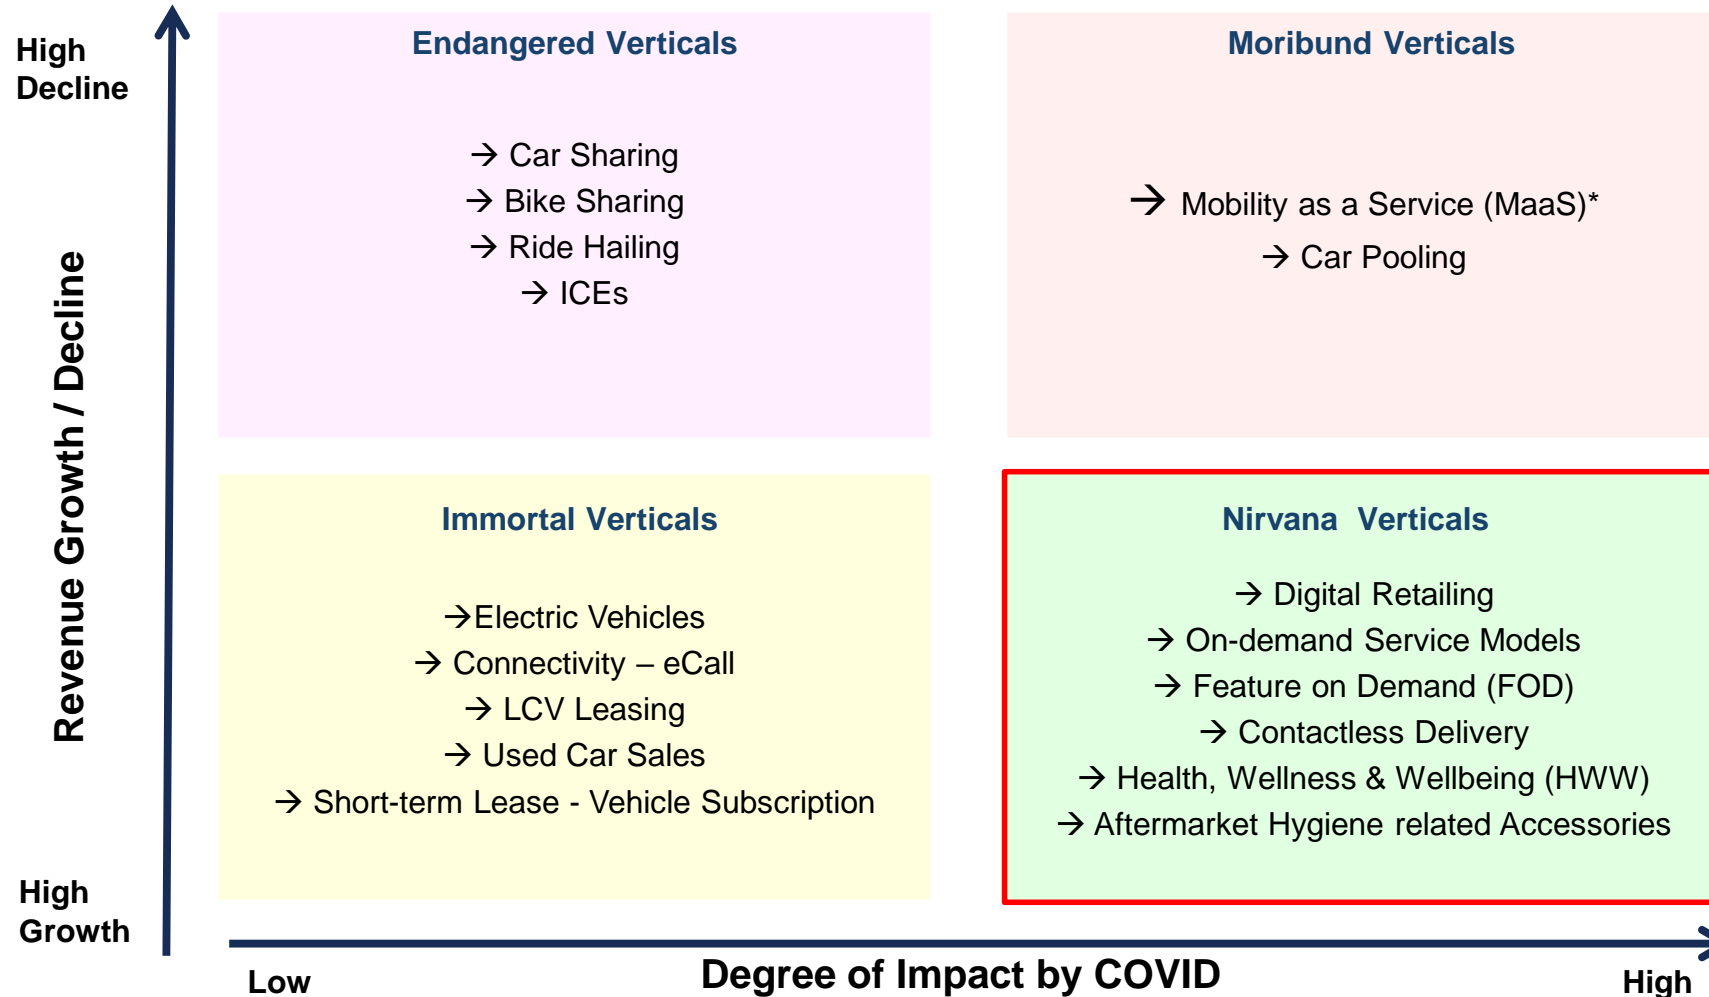 High
Decline
Revenue Growth / Decline
High
Growth
Endangered Verticals
→ Car Sharing
→ Bike Sharing
→ Ride Hailing
→ ICEs
Moribund Verticals
→ Mobility as a Service (MaaS)*
→ Car Pooling
Immortal Verticals
→Electric Vehicles
→ Connectivity – eCall
→ LCV Leasing
→ Used Car Sales
→ Short-term Lease - Vehicle Subscription
Nirvana Verticals
→ Digital Retailing
→ On-demand Service Models
→ Feature on Demand (FOD)
→ Contactless Delivery
→ Health, Wellness & Wellbeing (HWW)
→ Aftermarket Hygiene related Accessories
Low
Degree of Impact by COVID
High